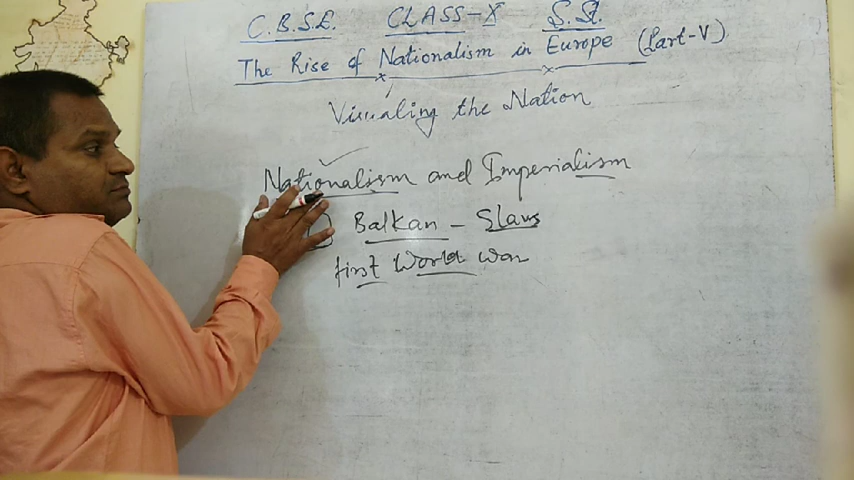 C.B.S.E. CLASS-X S.St.
The Rise of Nationalism in Europe (Part-V)
Visualing the Nation
Nationalism and Imperialism
Balkan - Slavs
first World war